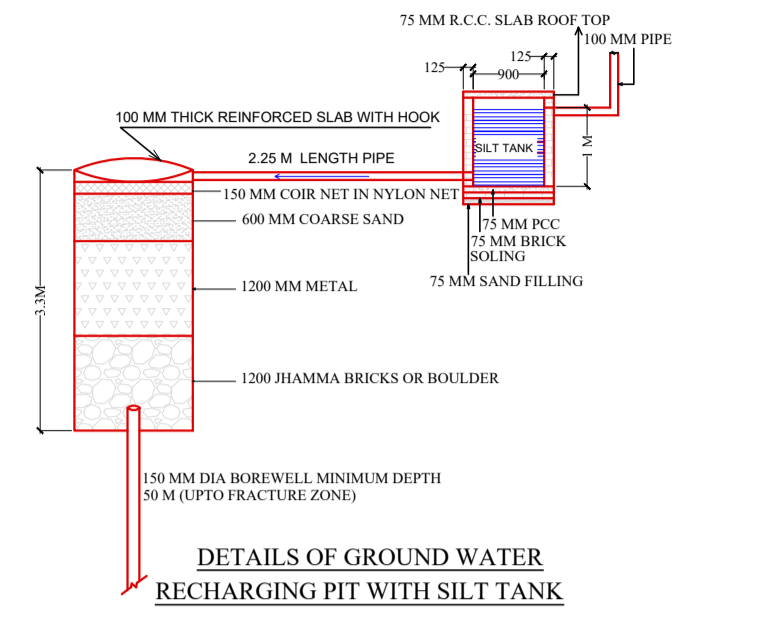 75 MM R.C.C. SLAB ROOF TOP
100 MM PIPE
125
125
900
100 MM THICK REINFORCED SLAB WITH HOOK
SILT TANK
1 M
2.25 M LENGTH PIPE
150 MM COIR NET IN NYLON NET
600 MM COARSE SAND
75 MM PCC
75 MM BRICK
SOLING
75 MM SAND FILLING
1200 MM METAL
3.3M
1200 JHAMMA BRICKS OR BOULDER
150 MM DIA BOREWELL MINIMUM DEPTH
50 M (UPTO FRACTURE ZONE)
DETAILS OF GROUND WATER
RECHARGING PIT WITH SILT TANK